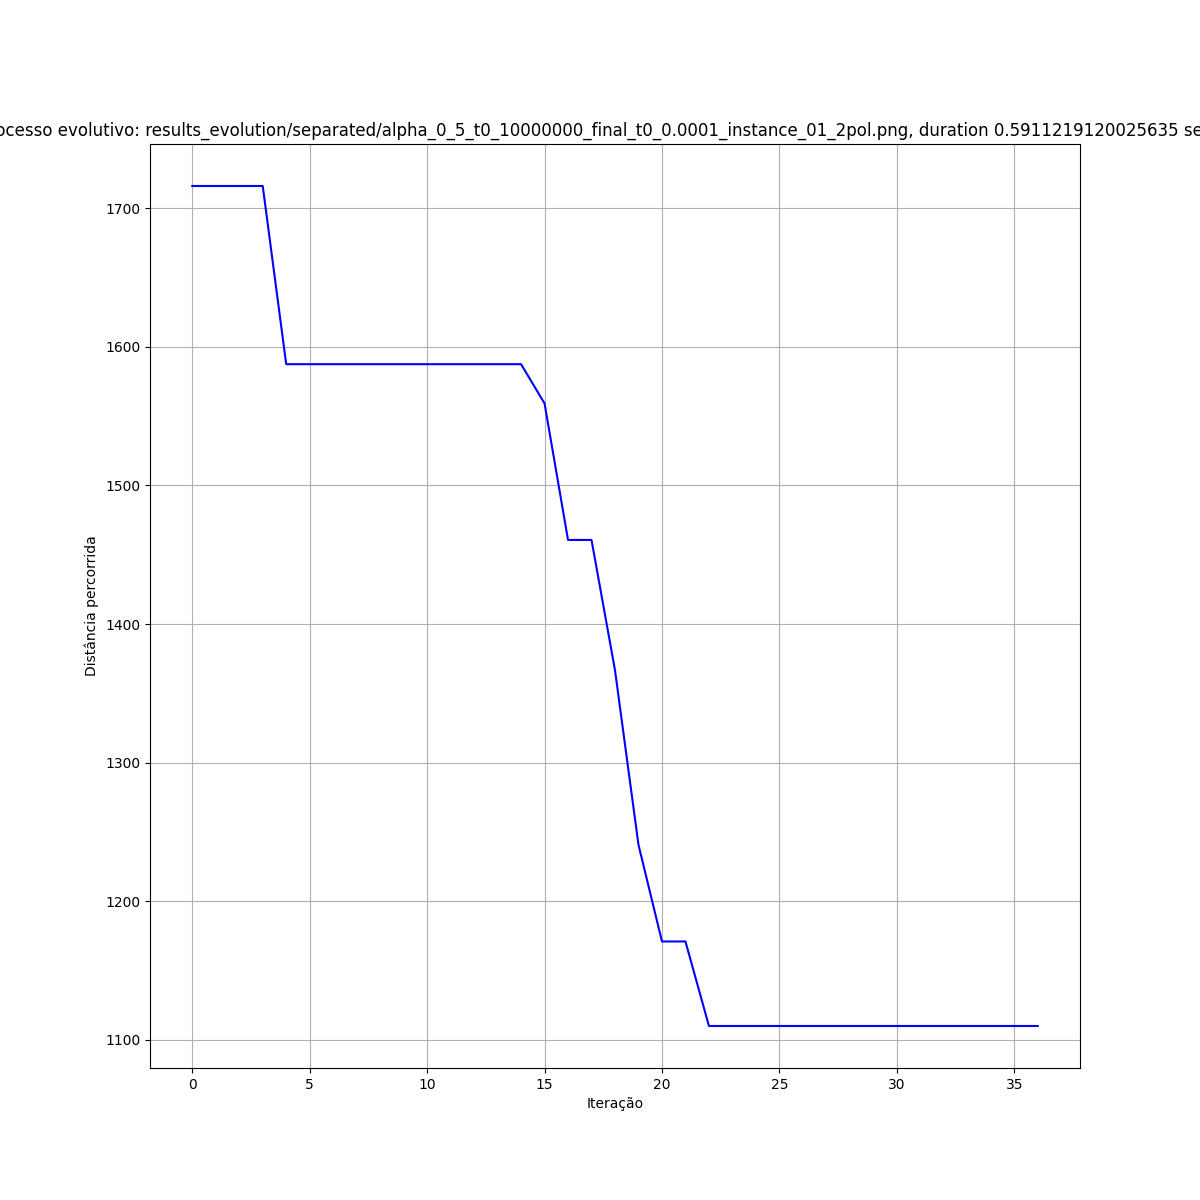 ocesso evolutivo: results_evolution/separated/alpha_0_5_t0_10000000_final_t0_0.0001_instance_01_2pol.png, duration 0.5911219120025635 se
1700
1600
1500
1400
1300
1200
1100
Distância percorrida
0 5 10 15 20 25 30 35
Iteração